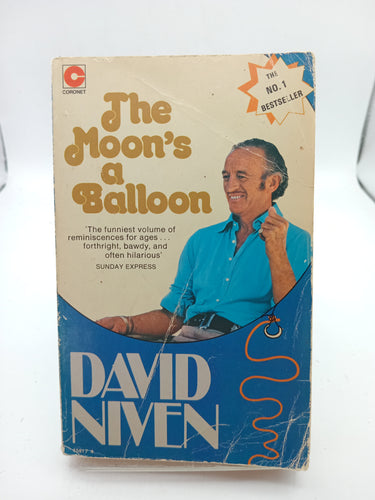 CORONET
THE
NO. 1
BESTSELLER
The
Moon's
a
Balloon
'The funniest volume of
reminiscences for ages...
forthright, bawdy, and
often hilarious'
SUNDAY EXPRESS
DAVID
NIVEN